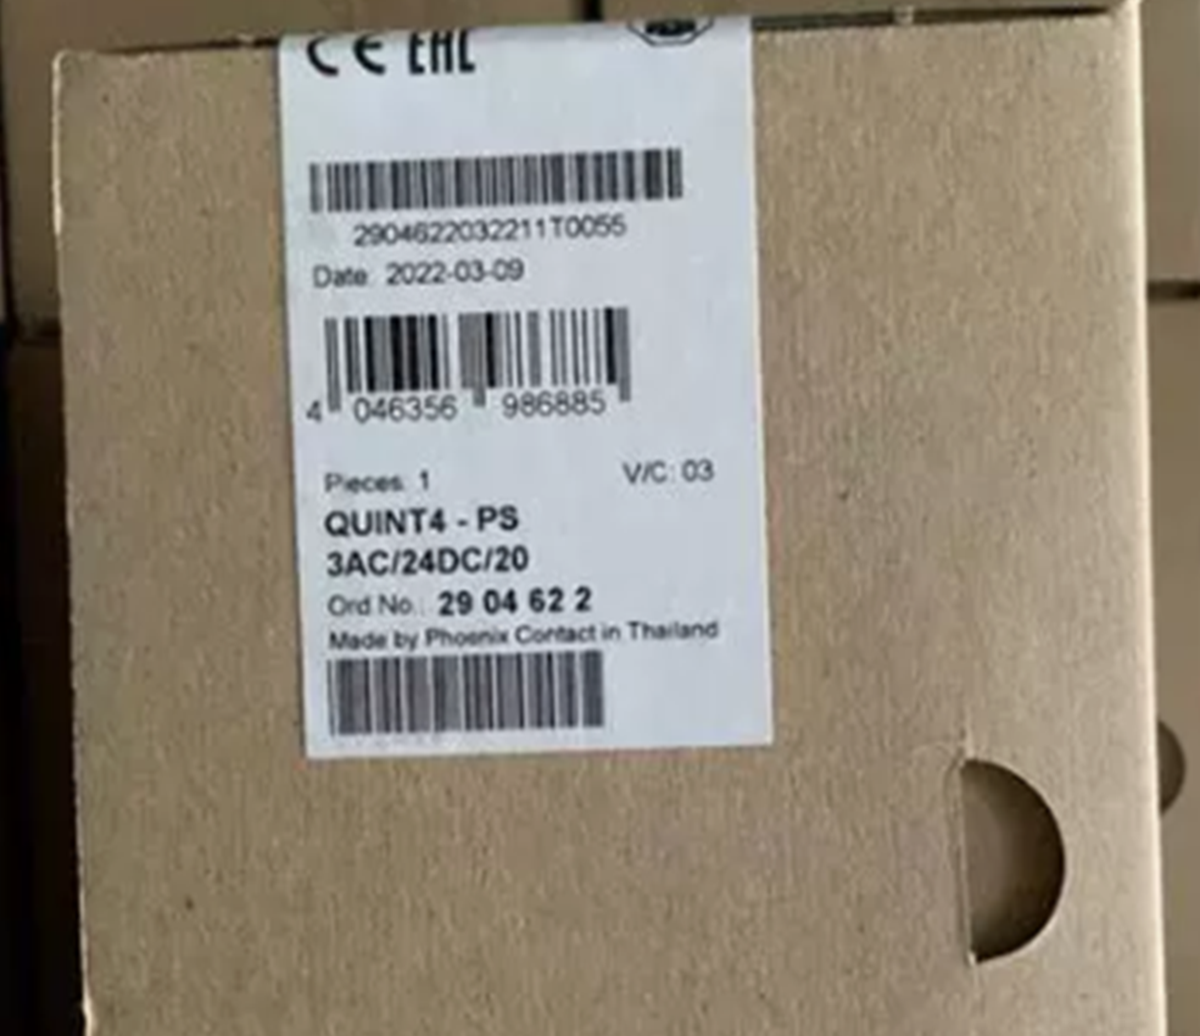 CE EAC
2904622032211T0055
Date: 2022-03-09
4 046356 986885
Pieces: 1 V/C: 03
QUINT4 - PS
3AC/24DC/20
Ord No.: 29 04 62 2
Made by Phoenix Contact in Thailand